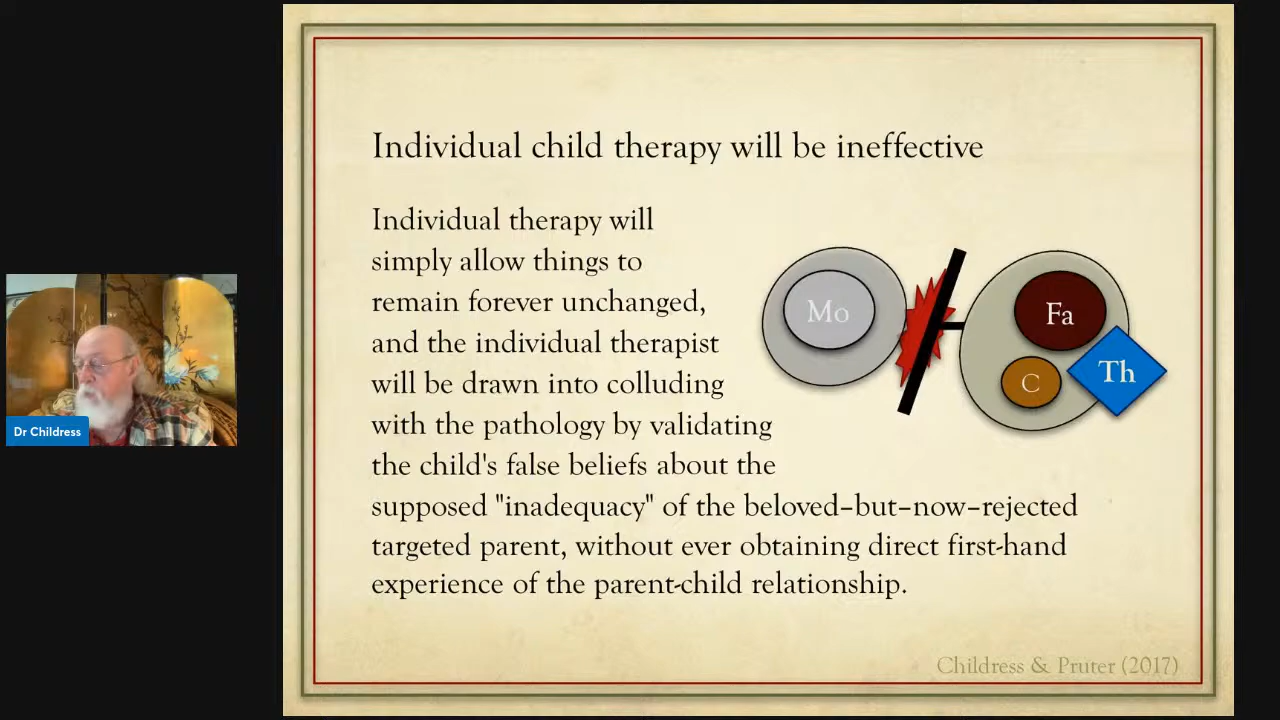 Individual child therapy will be ineffective
Individual therapy will
simply allow things to
remain forever unchanged,
and the individual therapist
will be drawn into colluding
with the pathology by validating
the child's false beliefs about the
supposed "inadequacy" of the beloved–but–now–rejected
targeted parent, without ever obtaining direct first-hand
experience of the parent-child relationship.
Mo
Fa
C
Th
Childress & Pruter (2017)
Dr Childress